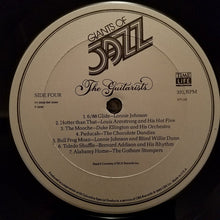 GIANTS OF
JAZZ
The Guitarists
SIDE FOUR
TIME
LIFE
33⅓ RPM
1. 6/88 Glide—Lonnie Johnson
2. Hotter than That—Louis Armstrong and His Hot Five
3. The Mooche—Duke Ellington and His Orchestra
4. Paducah—The Chocolate Dandies
5. Bull Frog Moan—Lonnie Johnson and Blind Willie Dunn
6. Toledo Shuffle—Bernard Addison and His Rhythm
7. Alabamy Home—The Gotham Stompers